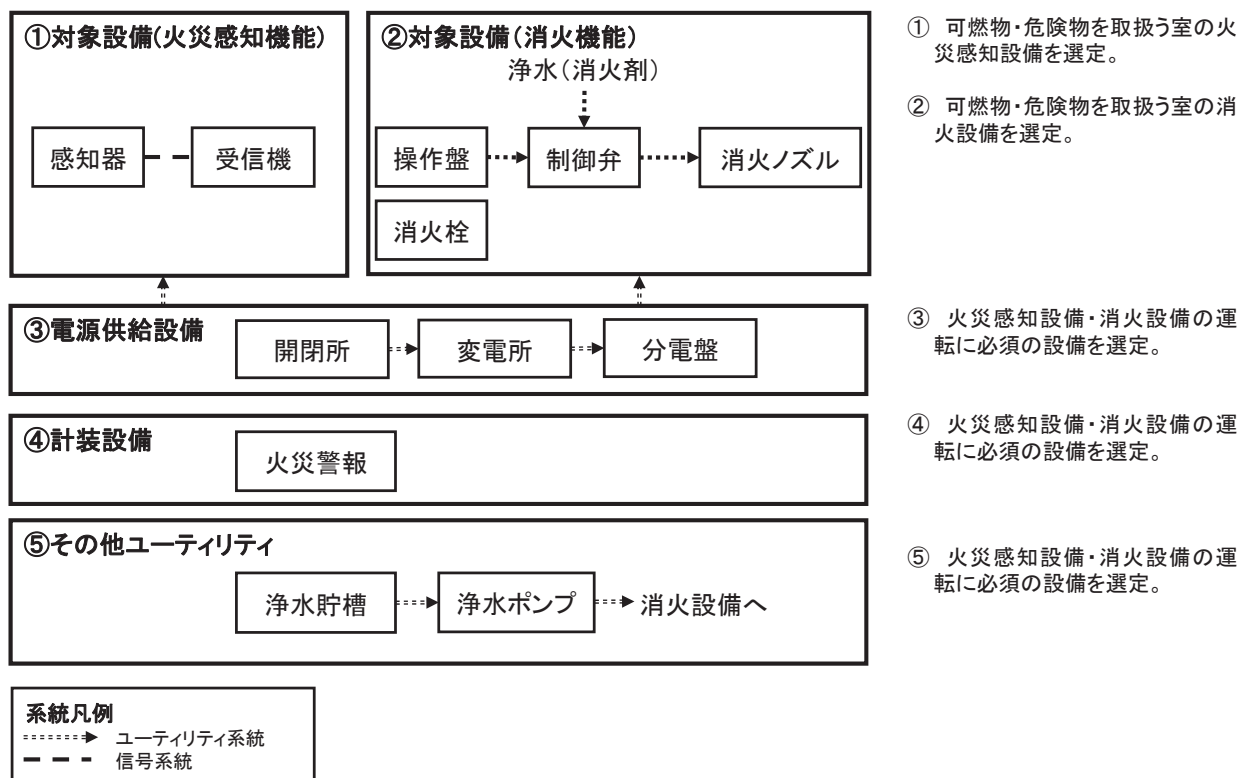 ①対象設備(火災感知機能)
感知器
受信機
②対象設備(消火機能)
浄水(消火剤)
操作盤
制御弁
消火ノズル
消火栓
① 可燃物・危険物を取扱う室の火
災感知設備を選定。
② 可燃物・危険物を取扱う室の消
火設備を選定。
③電源供給設備
開閉所
変電所
分電盤
③ 火災感知設備・消火設備の運
転に必須の設備を選定。
④計装設備
火災警報
④ 火災感知設備・消火設備の運
転に必須の設備を選定。
⑤その他ユーティリティ
浄水貯槽
浄水ポンプ
消火設備へ
⑤ 火災感知設備・消火設備の運
転に必須の設備を選定。
系統凡例
ユーティリティ系統
信号系統